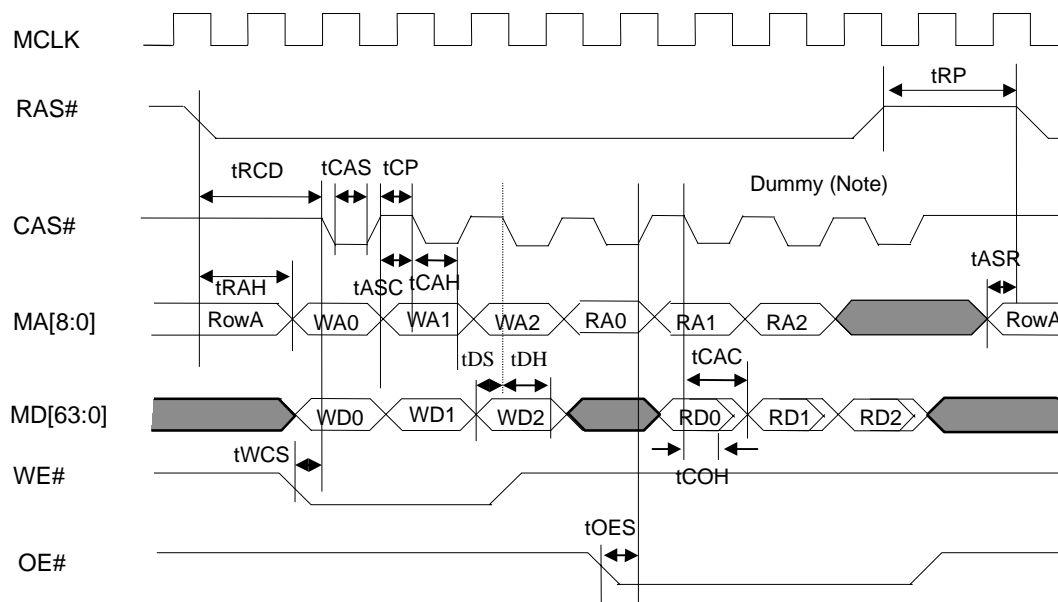 MCLK
tRP
RAS#
tRCD tCAS tCP
Dummy (Note)
CAS#
tRAH tASC tCAH tASR
MA[8:0] RowA WA0 WA1 WA2 RA0 RA1 RA2 RowA
tDS tDH tCAC
MD[63:0] WD0 WD1 WD2 RD0 RD1 RD2
tWCS tCOH
WE#
tOES
OE#